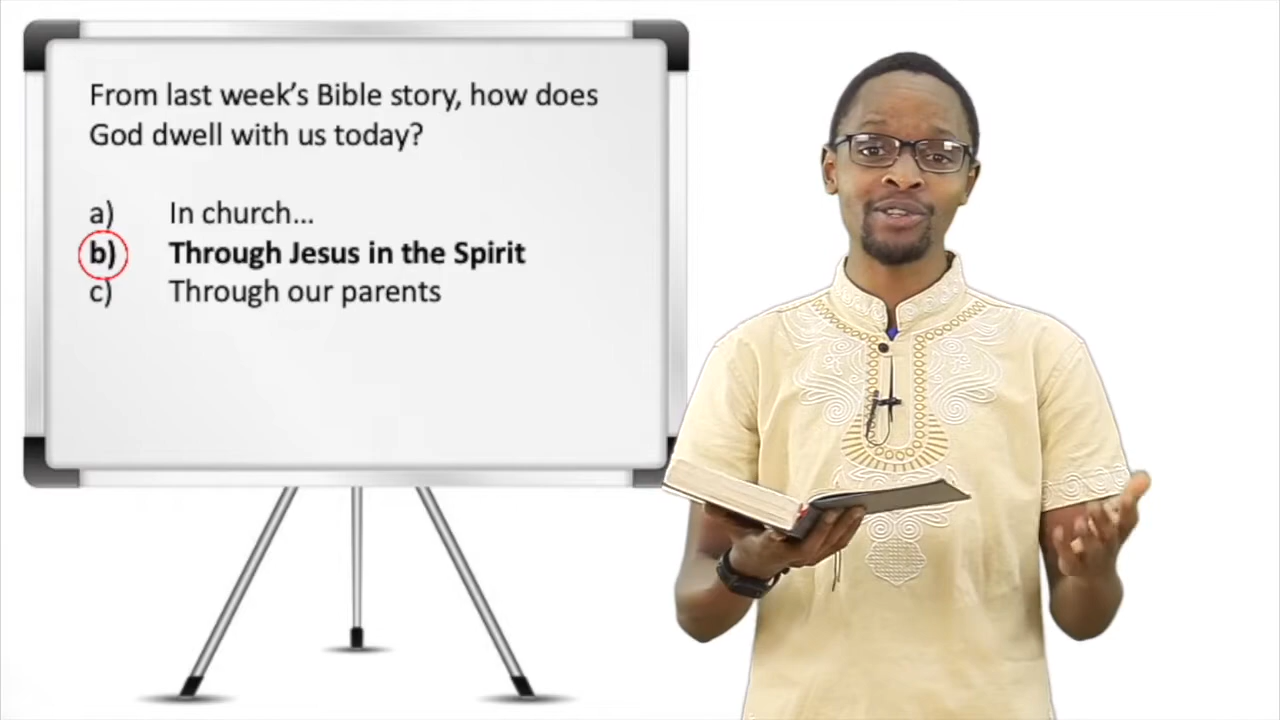 From last week’s Bible story, how does
God dwell with us today?
a) In church...
b) Through Jesus in the Spirit
c) Through our parents